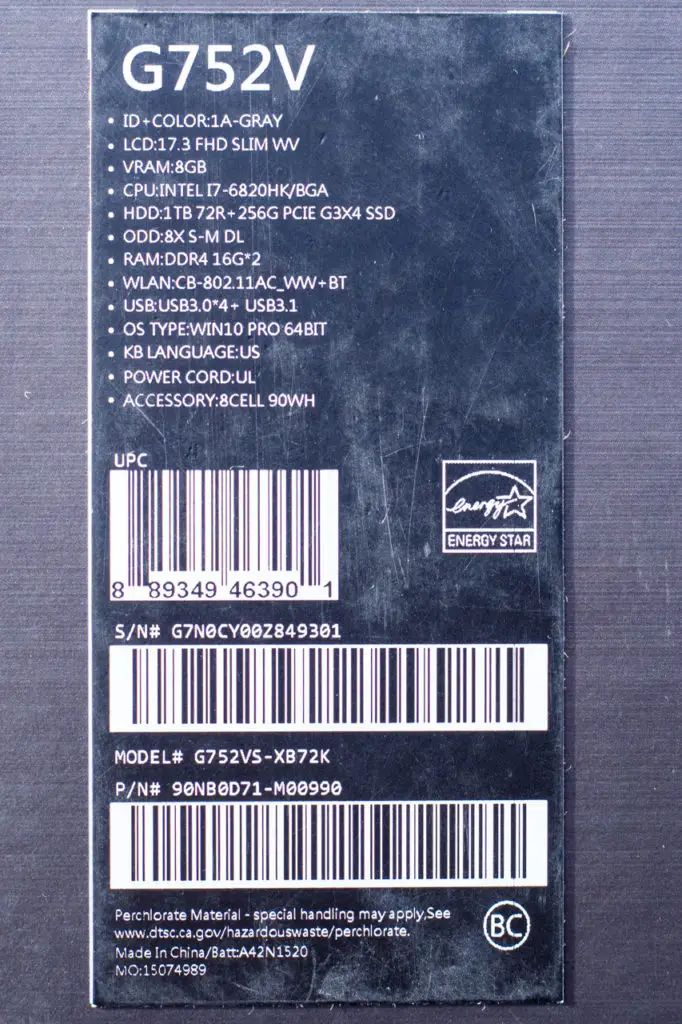 G752V
• ID+COLOR:1A-GRAY
• LCD:17.3 FHD SLIM WV
• VRAM:8GB
• CPU:INTEL I7-6820HK/BGA
• HDD:1TB 72R+256G PCIE G3X4 SSD
• ODD:8X S-M DL
• RAM:DDR4 16G*2
• WLAN:CB-802.11AC_WW+BT
• USB:USB3.0*4+ USB3.1
• OS TYPE:WIN10 PRO 64BIT
• KB LANGUAGE:US
• POWER CORD:UL
• ACCESSORY:8CELL 90WH
UPC
8 89349 46390 1
energy
ENERGY STAR
S/N# G7N0CY00Z849301
MODEL# G752VS-XB72K
P/N# 90NB0D71-M00990
Perchlorate Material - special handling may apply,See
www.dtsc.ca.gov/hazardouswaste/perchlorate.
Made In China/Batt:A42N1520
MO:15074989
BC